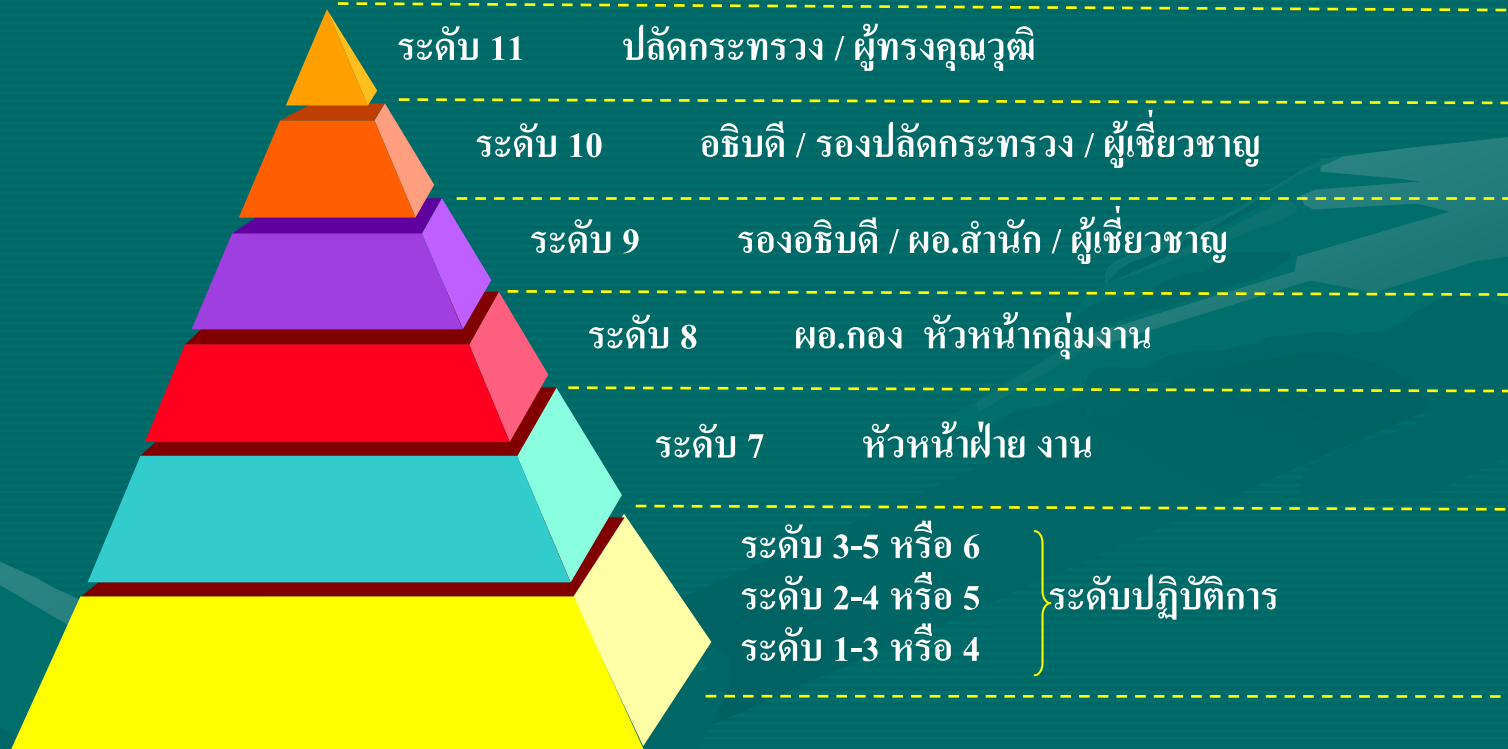 ระดับ 11 ปลัดกระทรวง / ผู้ทรงคุณวุฒิ
ระดับ 10 อธิบดี / รองปลัดกระทรวง / ผู้เชี่ยวชาญ
ระดับ 9 รองอธิบดี / ผอ.สำนัก / ผู้เชี่ยวชาญ
ระดับ 8 ผอ.กอง หัวหน้ากลุ่มงาน
ระดับ 7 หัวหน้าฝ่าย งาน
ระดับ 3-5 หรือ 6
ระดับ 2-4 หรือ 5 ระดับปฏิบัติการ
ระดับ 1-3 หรือ 4